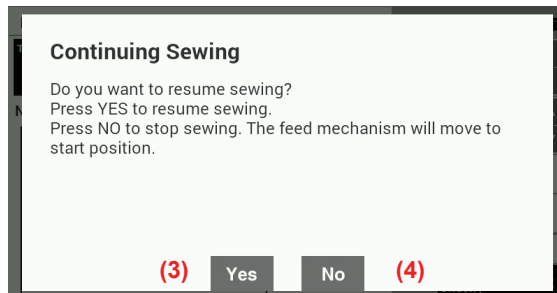 Continuing Sewing
Do you want to resume sewing?
Press YES to resume sewing.
Press NO to stop sewing. The feed mechanism will move to
start position.
(3) Yes No (4)